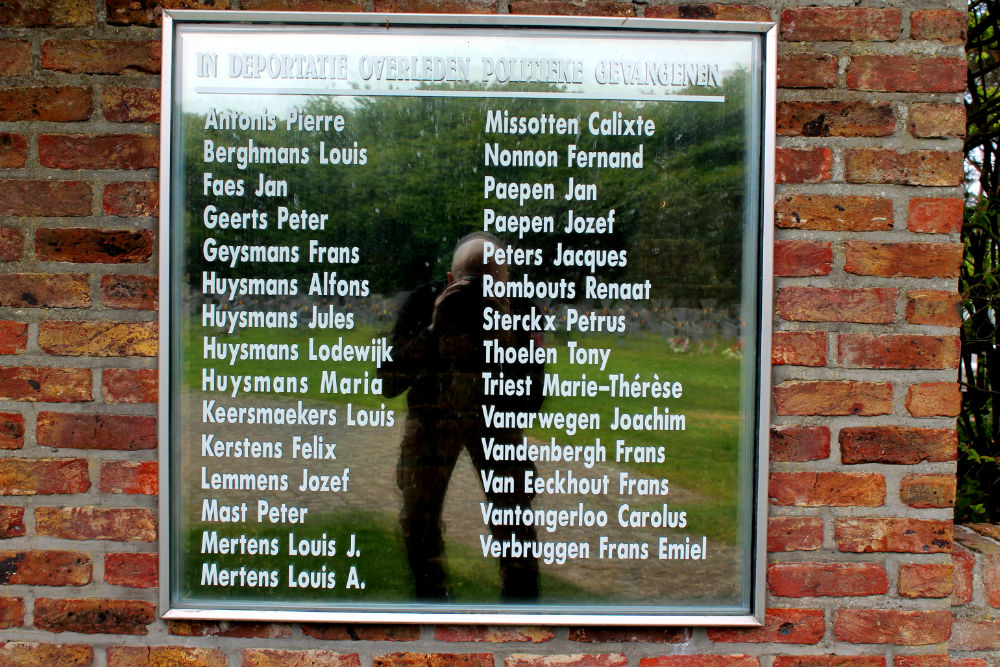 IN DEPORTATIE OVERLEDEN POLITIEKE GEVANGENEN
Antonis Pierre
Berghmans Louis
Faes Jan
Geerts Peter
Geysmans Frans
Huysmans Alfons
Huysmans Jules
Huysmans Lodewijk
Huysmans Maria
Keersmaekers Louis
Kerstens Felix
Lemmens Jozef
Mast Peter
Mertens Louis J.
Mertens Louis A.
Missotten Calixte
Nonnon Fernand
Paepen Jan
Paepen Jozef
Peters Jacques
Rombouts Renaat
Sterckx Petrus
Thoelen Tony
Triest Marie-Thérèse
Vanarwegen Joachim
Vandenbergh Frans
Van Eeckhout Frans
Vantongerloo Carolus
Verbruggen Frans Emiel